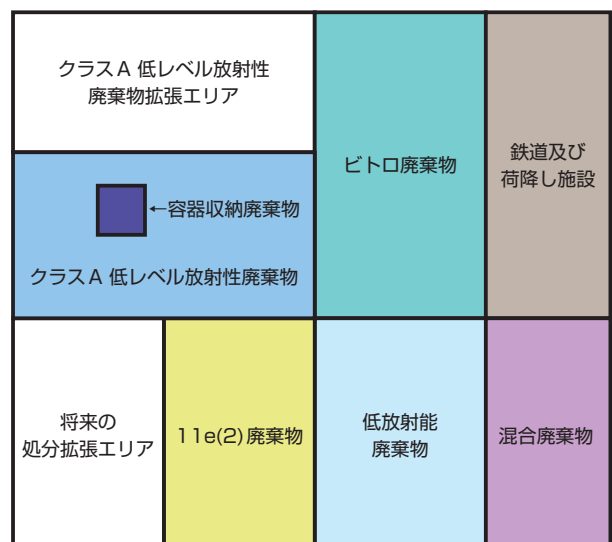 クラスA 低レベル放射性
廃棄物拡張エリア
ビトロ廃棄物
鉄道及び
荷降し施設
←容器収納廃棄物
クラスA 低レベル放射性廃棄物
将来の
処分拡張エリア
11e(2)廃棄物
低放射能
廃棄物
混合廃棄物